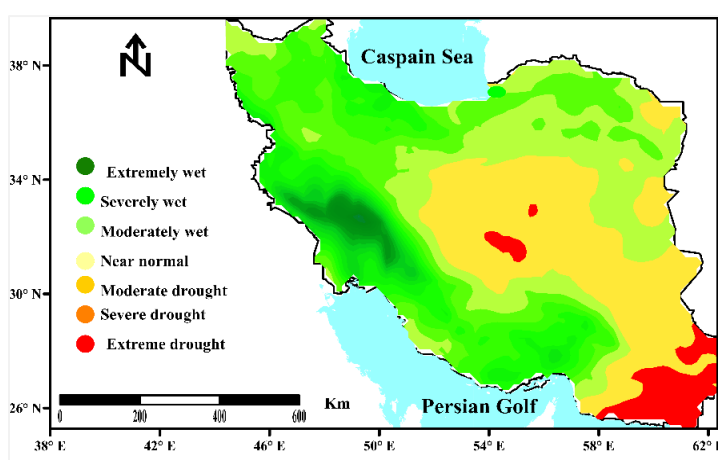 N
Caspain Sea
38° N
34° N
30° N
26° N
Extremely wet
Severely wet
Moderately wet
Near normal
Moderate drought
Severe drought
Extreme drought
0 200 400 600 Km
Persian Golf
38° E 42° E 46° E 50° E 54° E 58° E 62° E